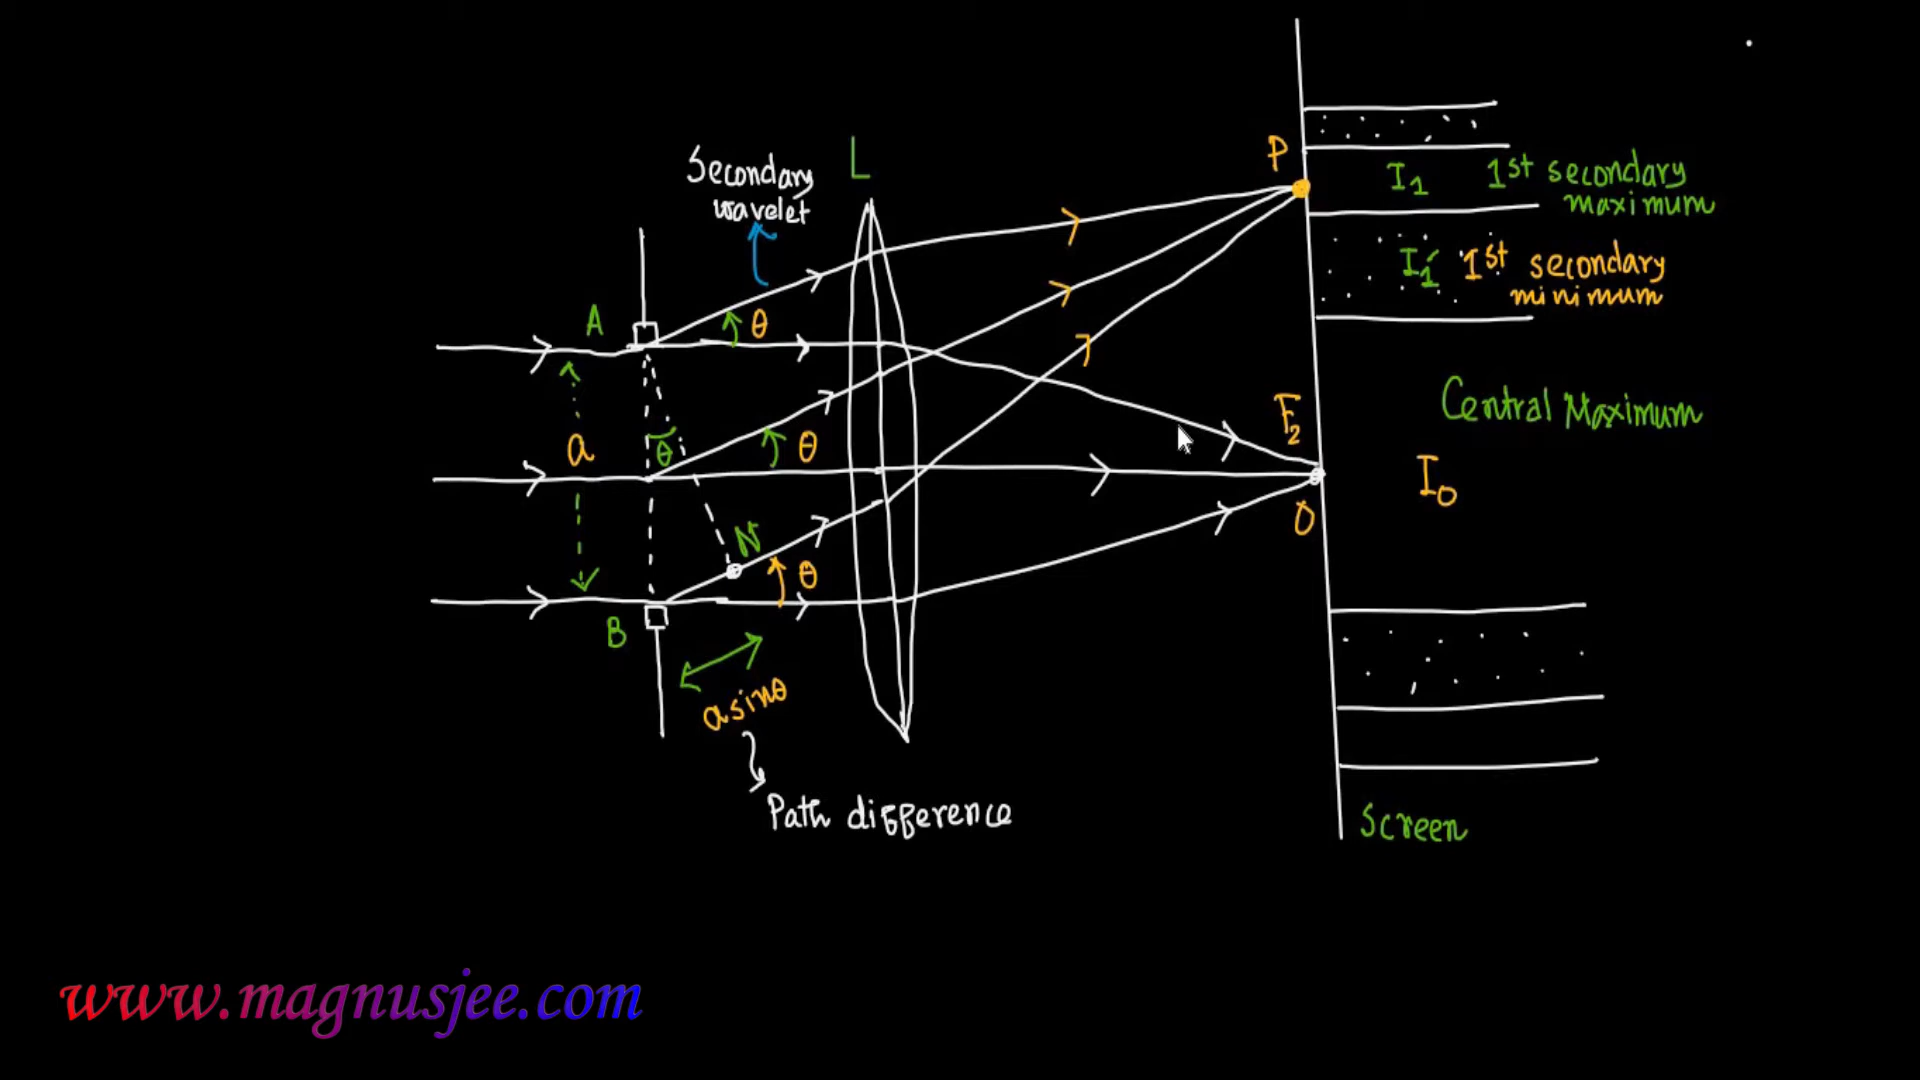 Secondary
wavelet
L
P
I1 1st secondary
maximum
I1' 1st secondary
minimum
A
θ
a
θ
θ
F2
Central Maximum
I0
O
N
θ
B
a sinθ
Path difference
Screen
www.magnusjee.com